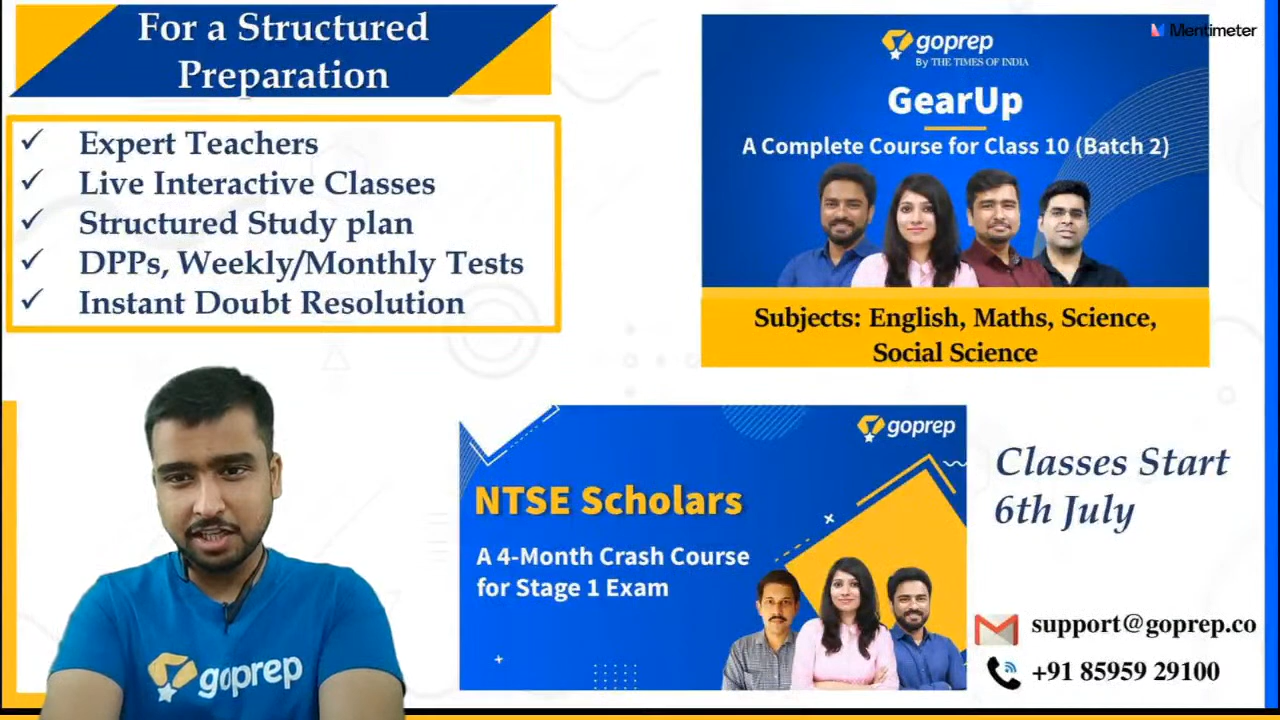 For a Structured
Preparation
Expert Teachers
Live Interactive Classes
Structured Study plan
DPPs, Weekly/Monthly Tests
Instant Doubt Resolution
Mentimeter
goprep
By THE TIMES OF INDIA
GearUp
A Complete Course for Class 10 (Batch 2)
Subjects: English, Maths, Science,
Social Science
goprep
NTSE Scholars
A 4-Month Crash Course
for Stage 1 Exam
Classes Start
6th July
support@goprep.co
+91 85959 29100
goprep